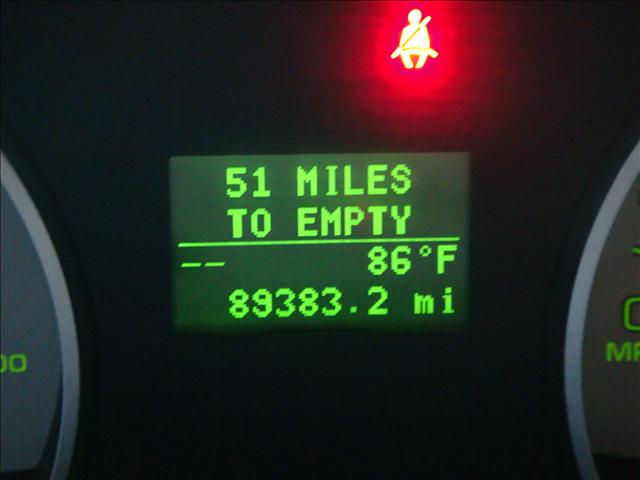 51 MILES
TO EMPTY
-- 86°F
89383.2 mi